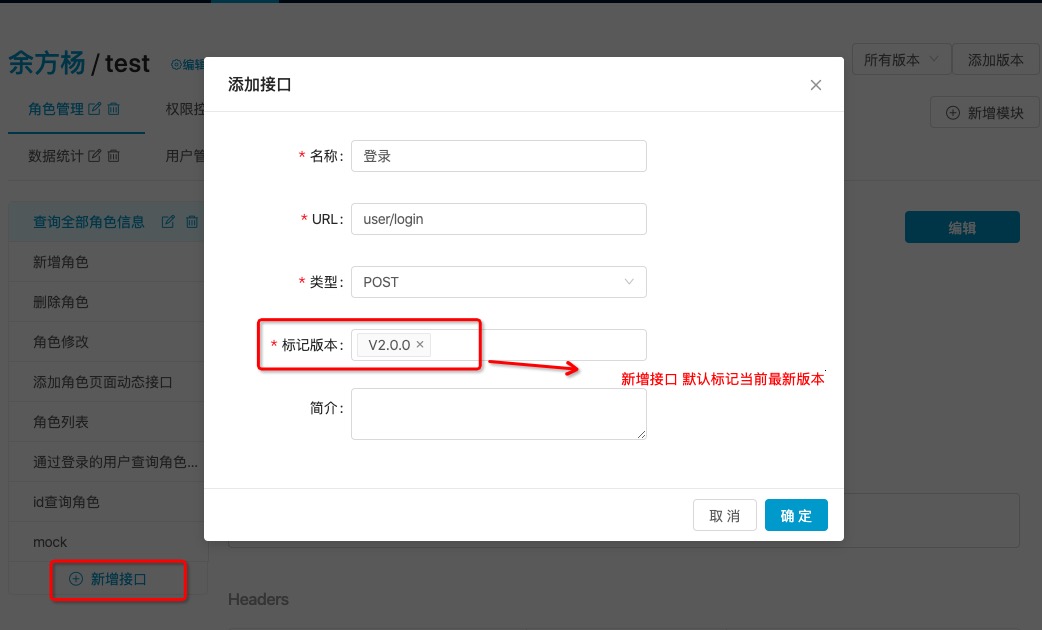 余方杨 / test 编辑
所有版本 添加版本
角色管理 权限控
新增模块
数据统计 用户管
查询全部角色信息
新增角色
删除角色
角色修改
添加角色页面动态接口
角色列表
通过登录的用户查询角色...
id查询角色
mock
新增接口
添加接口
* 名称: 登录
* URL: user/login
* 类型: POST
* 标记版本: V2.0.0 ×
新增接口 默认标记当前最新版本
简介:
取 消 确 定
编辑
Headers